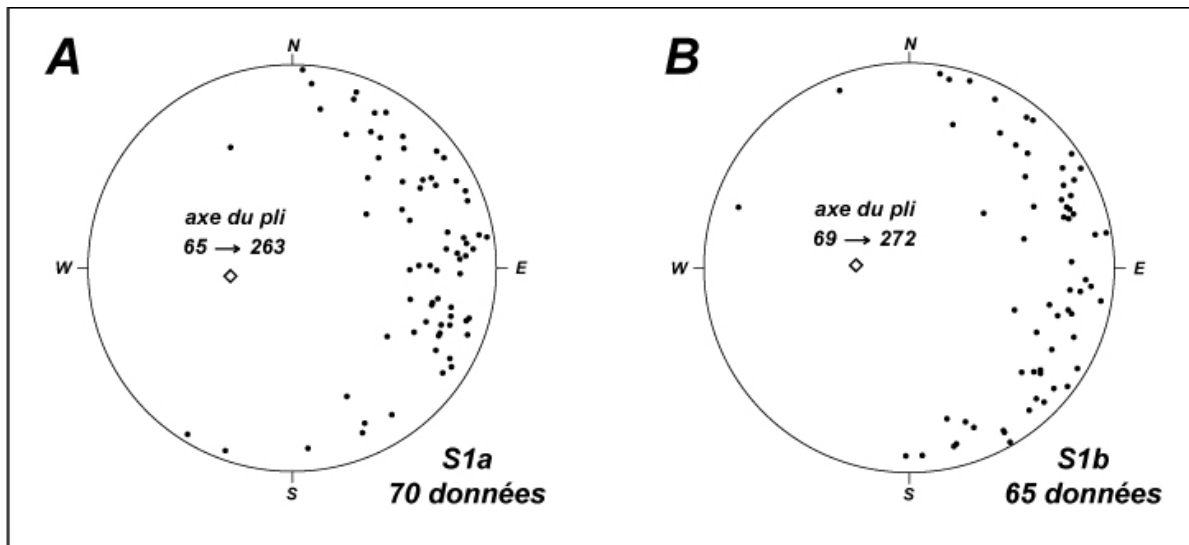 A
N
W
E
S
axe du pli
65 → 263
S1a
70 données
B
N
W
E
S
axe du pli
69 → 272
S1b
65 données